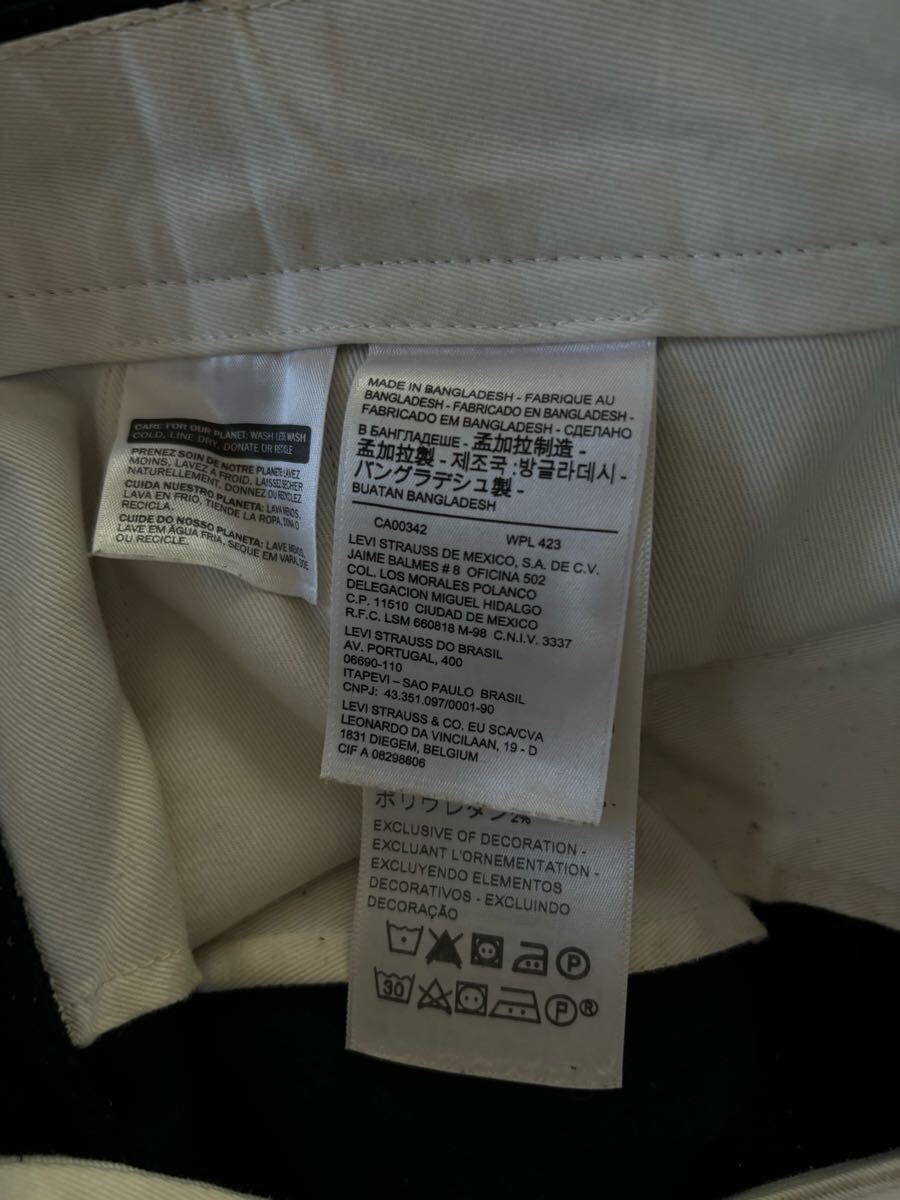 CARE FOR OUR PLANET: WASH LESS, WASH
COLD, LINE DRY, DONATE OR RECYCLE
PRENEZ SOIN DE NOTRE PLANETE: LAVEZ
MOINS, LAVEZ A FROID, LAISSEZ SECHER
NATURELLEMENT, DONNEZ OU RECYCLEZ
CUIDA NUESTRO PLANETA: LAVA MENOS,
LAVA EN FRIO, TIENDE LA ROPA, DONA O
RECICLA.
CUIDE DO NOSSO PLANETA: LAVE MENOS,
LAVE EM ÁGUA FRIA, SEQUE EM VARAL, DOE
OU RECICLE.
MADE IN BANGLADESH - FABRIQUE AU
BANGLADESH - FABRICADO EN BANGLADESH -
FABRICADO EM BANGLADESH - СДЕЛАНО
В БАНГЛАДЕШЕ - 孟加拉制造 -
孟加拉製 - 제조국 :방글라데시 -
バングラデシュ製 -
BUATAN BANGLADESH
CA00342 WPL 423
LEVI STRAUSS DE MEXICO, S.A. DE C.V.
JAIME BALMES # 8 OFICINA 502
COL. LOS MORALES POLANCO
DELEGACION MIGUEL HIDALGO
C.P. 11510 CIUDAD DE MEXICO
R.F.C. LSM 660818 M-98 C.N.I.V. 3337
LEVI STRAUSS DO BRASIL
AV. PORTUGAL, 400
06690-110
ITAPEVI – SAO PAULO BRASIL
CNPJ: 43.351.097/0001-90
LEVI STRAUSS & CO. EU SCA/CVA
LEONARDO DA VINCILAAN, 19 - D
1831 DIEGEM, BELGIUM
CIF A 08298606
ポリウレタン 2%
EXCLUSIVE OF DECORATION -
EXCLUANT L'ORNEMENTATION -
EXCLUYENDO ELEMENTOS
DECORATIVOS - EXCLUINDO
DECORAÇÃO
P
30 P ®